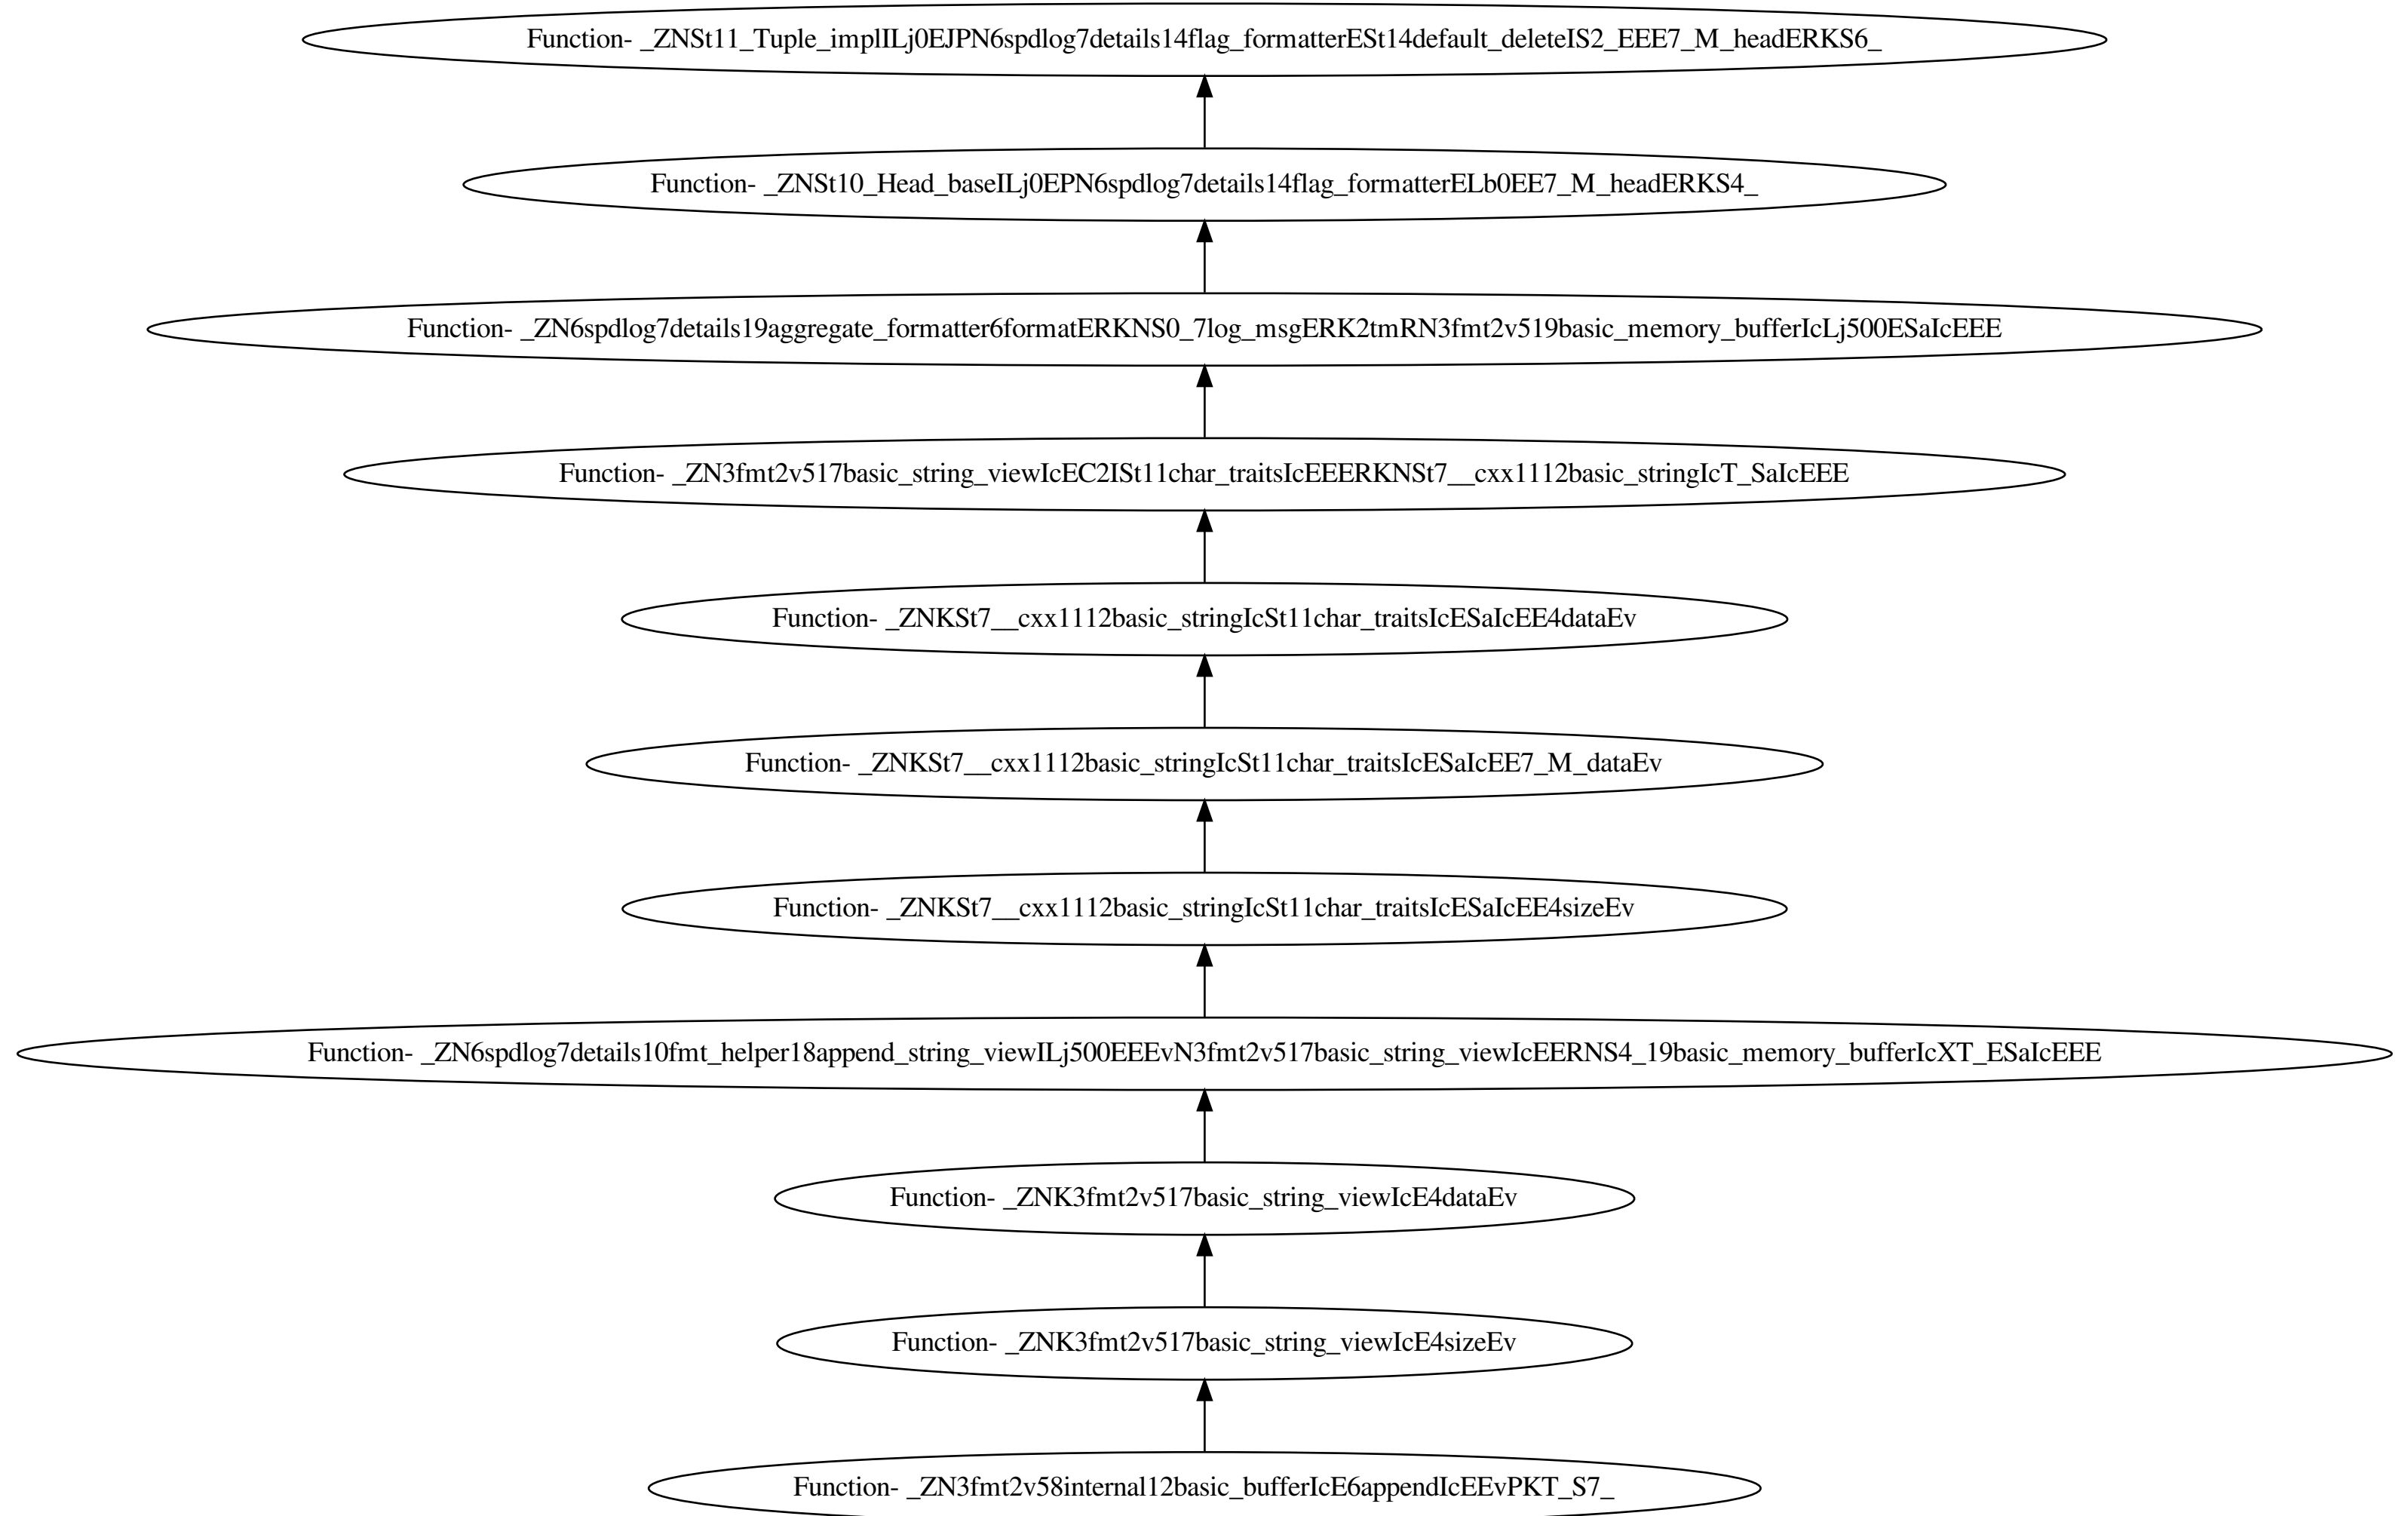 Function- _ZNSt11_Tuple_implILj0EJPN6spdlog7details14flag_formatterESt14default_deleteIS2_EEE7_M_headERKS6_
Function- _ZNSt10_Head_baseILj0EPN6spdlog7details14flag_formatterELb0EE7_M_headERKS4_
Function- _ZN6spdlog7details19aggregate_formatter6formatERKNS0_7log_msgERK2tmRN3fmt2v519basic_memory_bufferIcLj500ESaIcEEE
Function- _ZN3fmt2v517basic_string_viewIcEC2ISt11char_traitsIcEEERKNSt7__cxx1112basic_stringIcT_SaIcEEE
Function- _ZNKSt7__cxx1112basic_stringIcSt11char_traitsIcESaIcEE4dataEv
Function- _ZNKSt7__cxx1112basic_stringIcSt11char_traitsIcESaIcEE7_M_dataEv
Function- _ZNKSt7__cxx1112basic_stringIcSt11char_traitsIcESaIcEE4sizeEv
Function- _ZN6spdlog7details10fmt_helper18append_string_viewILj500EEEvN3fmt2v517basic_string_viewIcEERNS4_19basic_memory_bufferIcXT_ESaIcEEE
Function- _ZNK3fmt2v517basic_string_viewIcE4dataEv
Function- _ZNK3fmt2v517basic_string_viewIcE4sizeEv
Function- _ZN3fmt2v58internal12basic_bufferIcE6appendIcEEvPKT_S7_